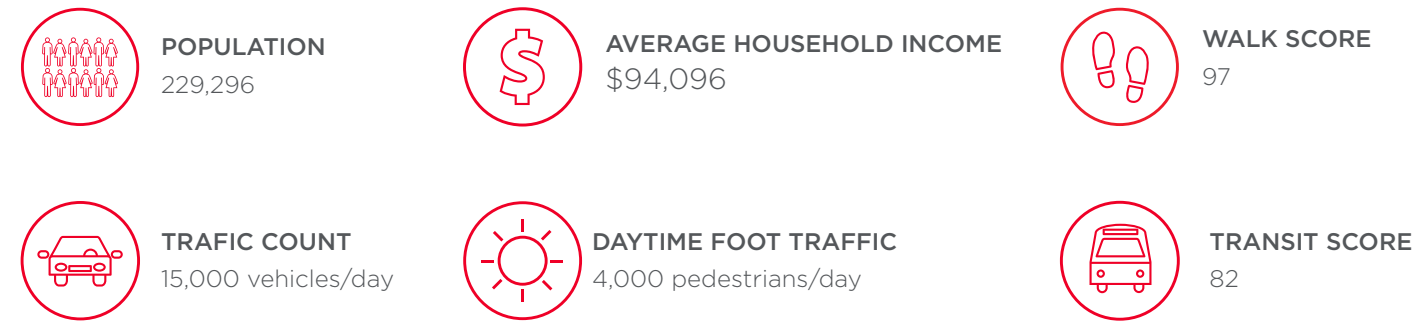 POPULATION
229,296
AVERAGE HOUSEHOLD INCOME
$94,096
WALK SCORE
97
TRAFIC COUNT
15,000 vehicles/day
DAYTIME FOOT TRAFFIC
4,000 pedestrians/day
TRANSIT SCORE
82